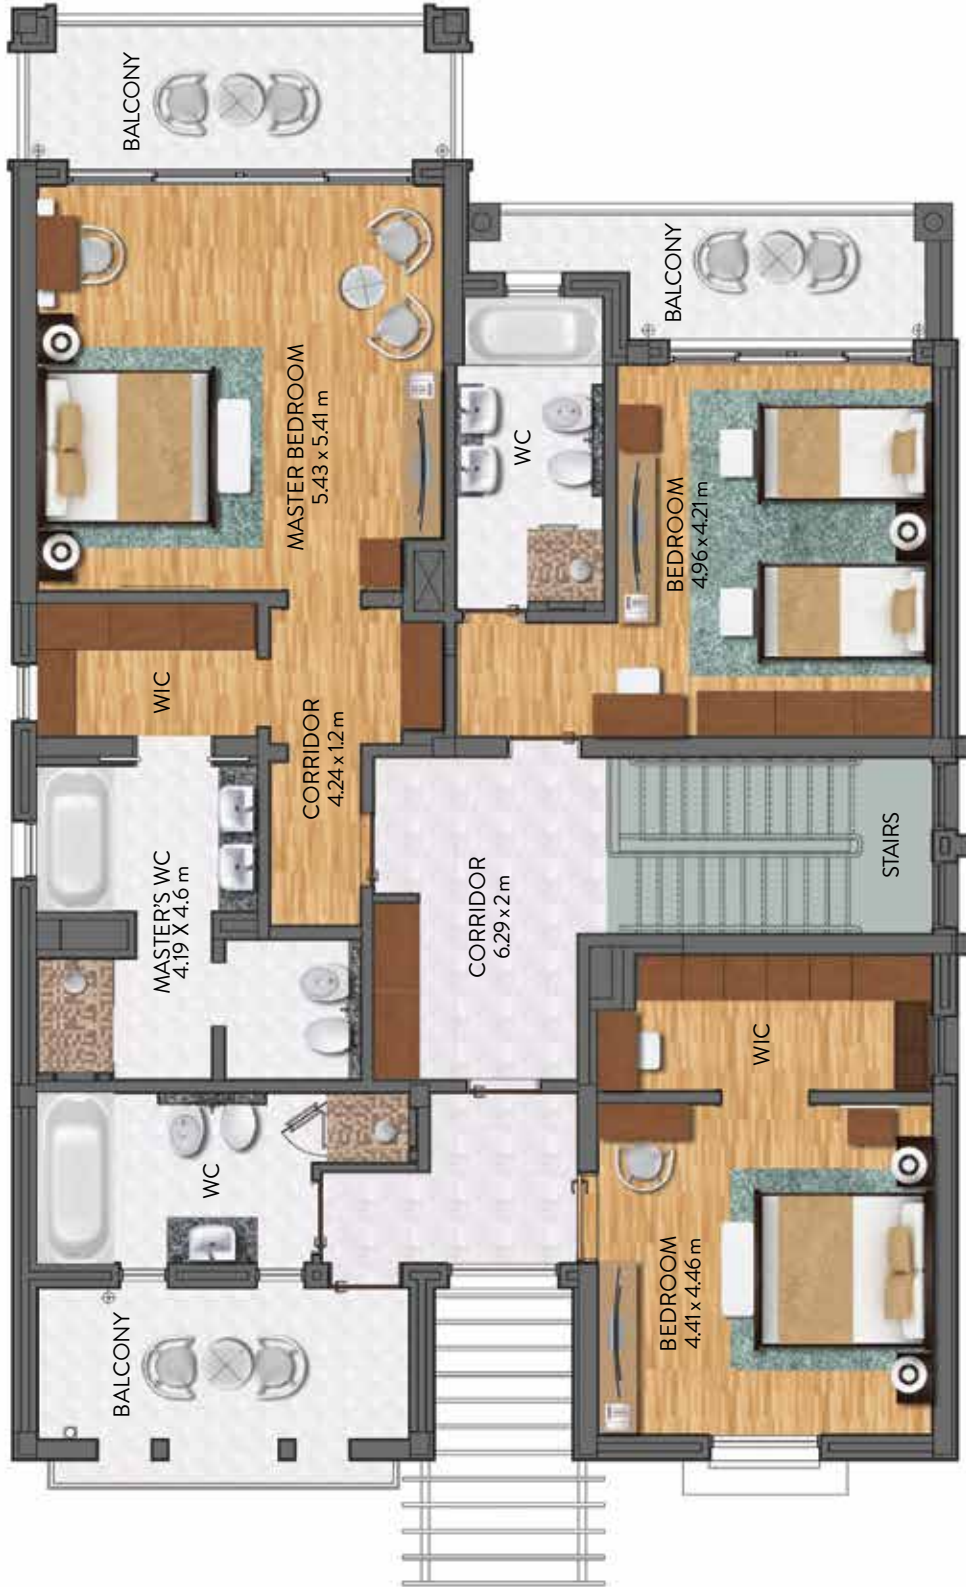 BALCONY
BALCONY
MASTER BEDROOM
5.43 x 5.41 m
WC
BEDROOM
4.96 x 4.21 m
WIC
CORRIDOR
4.24 x 1.2 m
MASTER'S WC
4.19 X 4.6 m
CORRIDOR
6.29 x 2 m
STAIRS
WIC
WC
BEDROOM
4.41 x 4.46 m
BALCONY